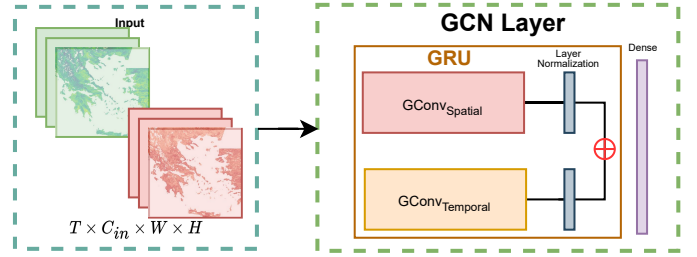 Input
T × C_in × W × H
GCN Layer
GRU
Layer
Normalization
Dense
GConv_Spatial
GConv_Temporal